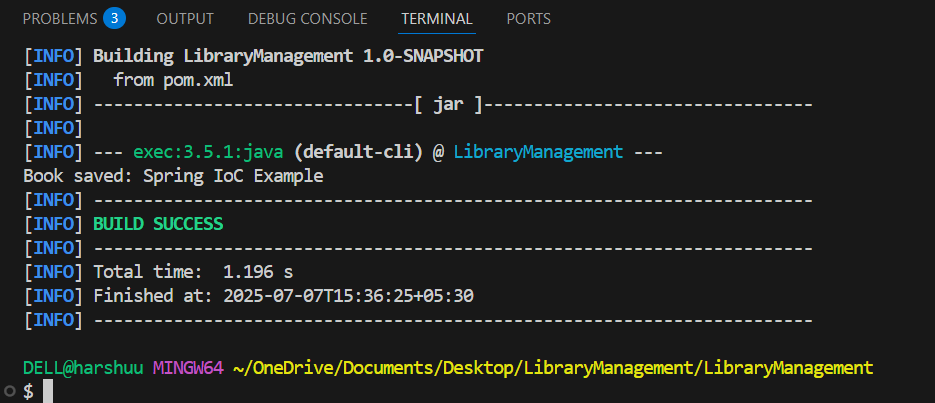 PROBLEMS 3 OUTPUT DEBUG CONSOLE TERMINAL PORTS
[INFO] Building LibraryManagement 1.0-SNAPSHOT
[INFO]   from pom.xml
[INFO] --------------------------------[ jar ]---------------------------------
[INFO]
[INFO] --- exec:3.5.1:java (default-cli) @ LibraryManagement ---
Book saved: Spring IoC Example
[INFO] ------------------------------------------------------------------------
[INFO] BUILD SUCCESS
[INFO] ------------------------------------------------------------------------
[INFO] Total time:  1.196 s
[INFO] Finished at: 2025-07-07T15:36:25+05:30
[INFO] ------------------------------------------------------------------------
DELL@harshuu MINGW64 ~/OneDrive/Documents/Desktop/LibraryManagement/LibraryManagement
$